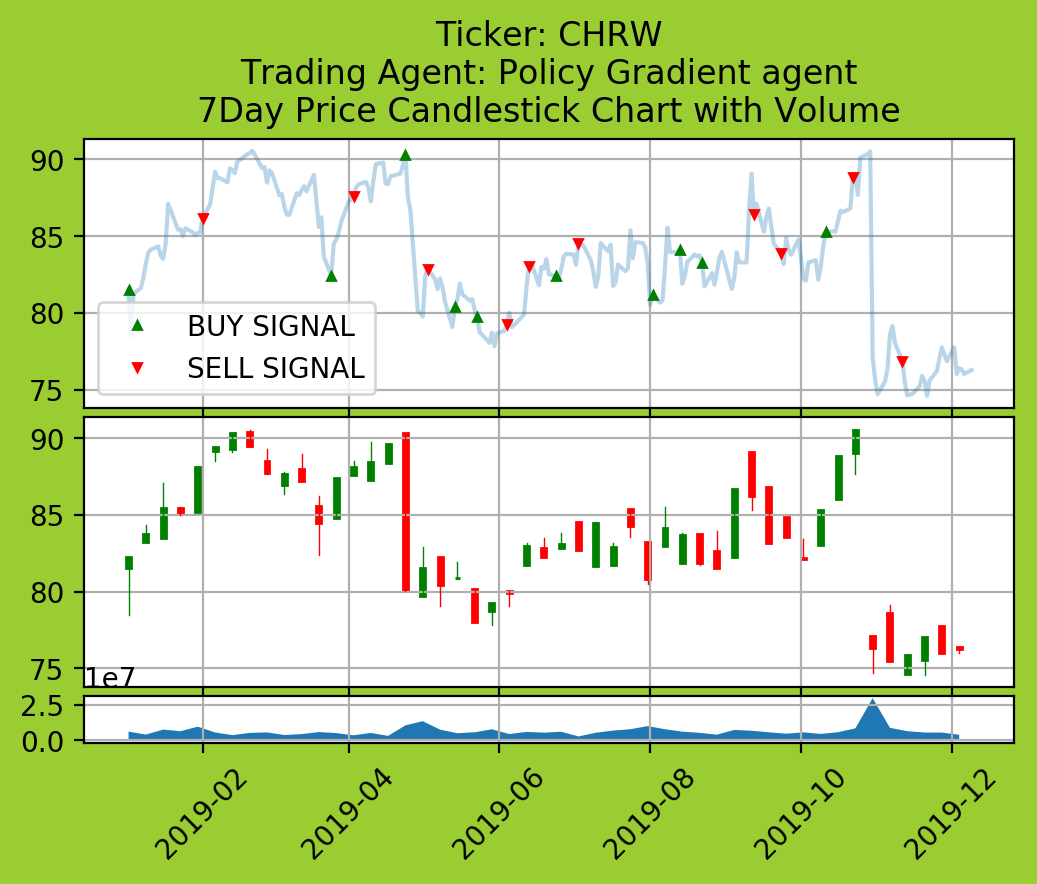 Ticker: CHRW
Trading Agent: Policy Gradient agent
7Day Price Candlestick Chart with Volume
90
85
80
75
BUY SIGNAL
SELL SIGNAL
90
85
80
75
1e7
2.5
0.0
2019-02
2019-04
2019-06
2019-08
2019-10
2019-12